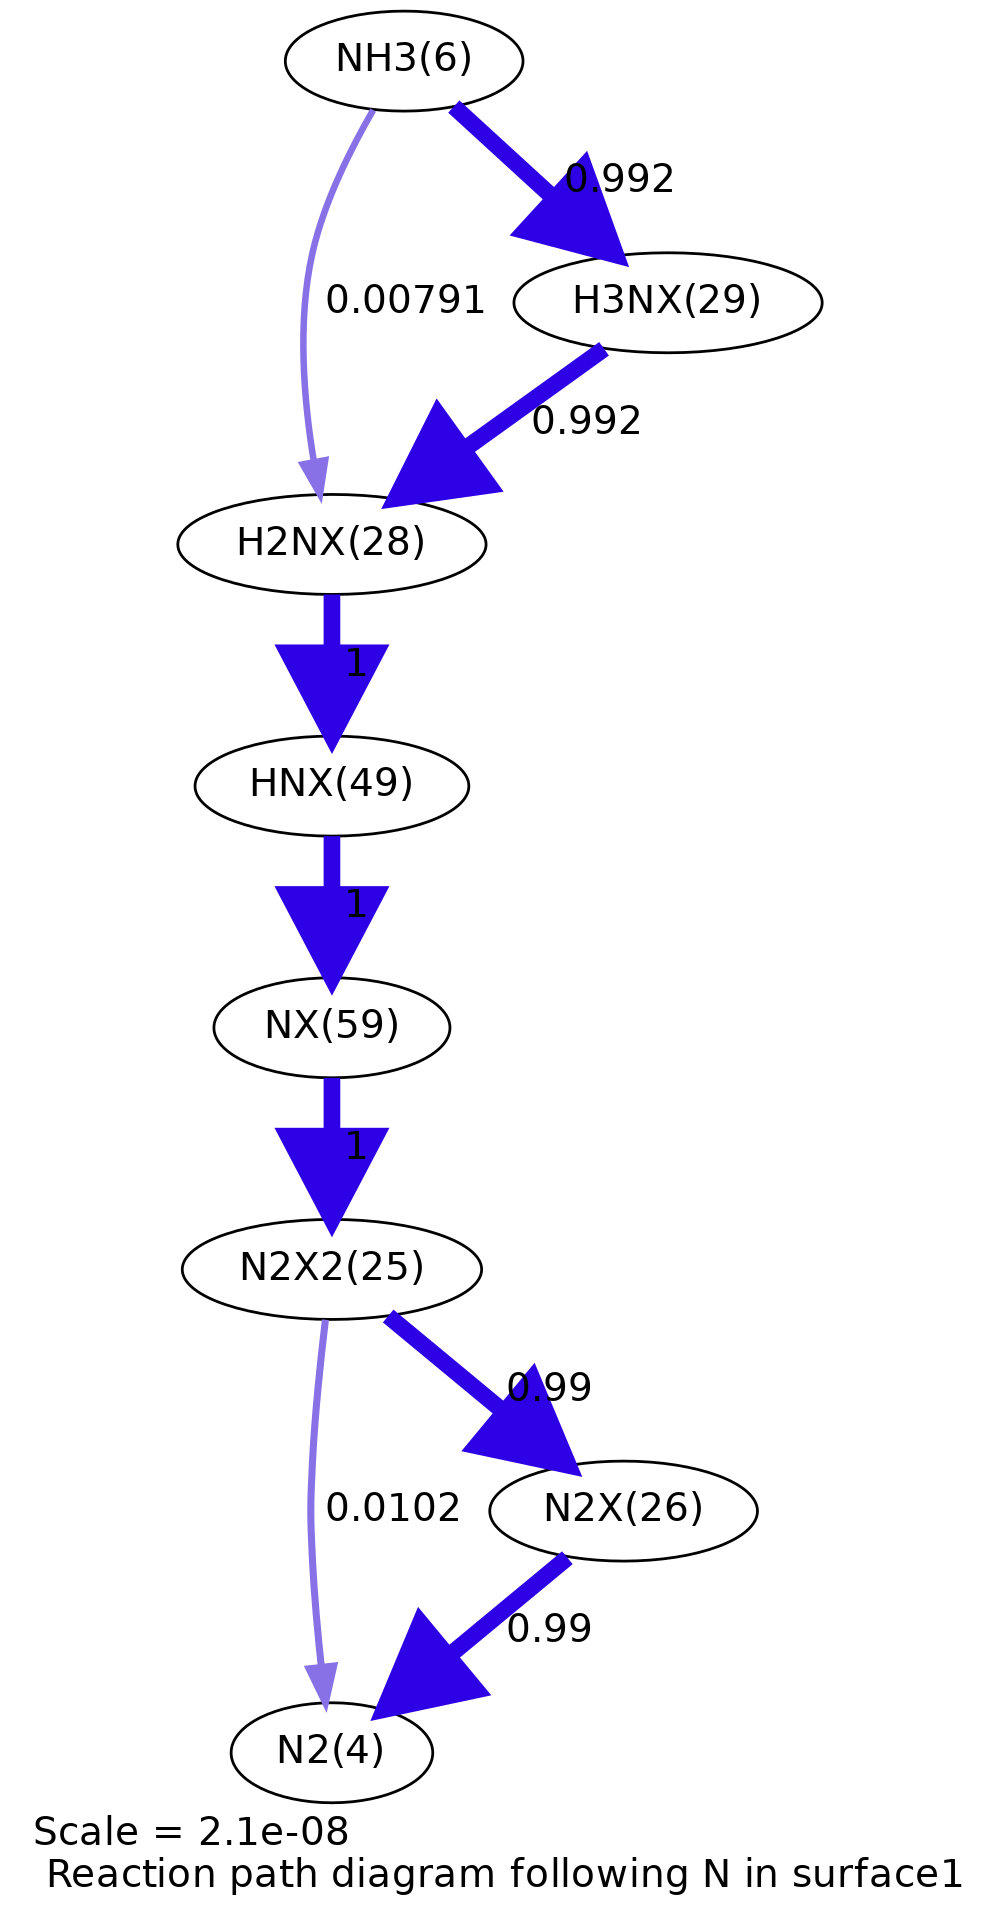 NH3(6)
0.992
0.00791
H3NX(29)
0.992
H2NX(28)
1
HNX(49)
1
NX(59)
1
N2X2(25)
0.99
0.0102
N2X(26)
0.99
N2(4)
Scale = 2.1e-08
Reaction path diagram following N in surface1